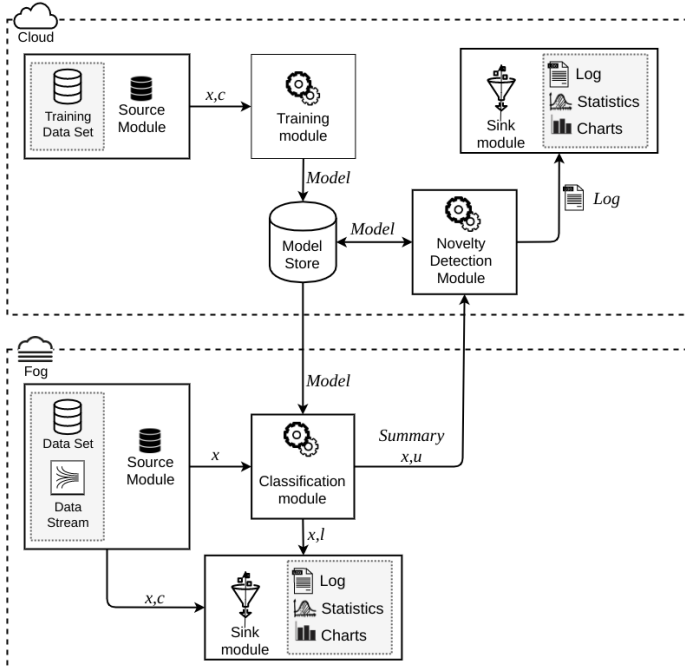 Cloud
Training
Data Set
Source
Module
x,c
Training
module
Sink
module
Log
Statistics
Charts
Model
Log
Model
Store
Model
Novelty
Detection
Module
Fog
Model
Data Set
Data
Stream
Source
Module
x
Classification
module
Summary
x,u
x,l
x,c
Sink
module
Log
Statistics
Charts